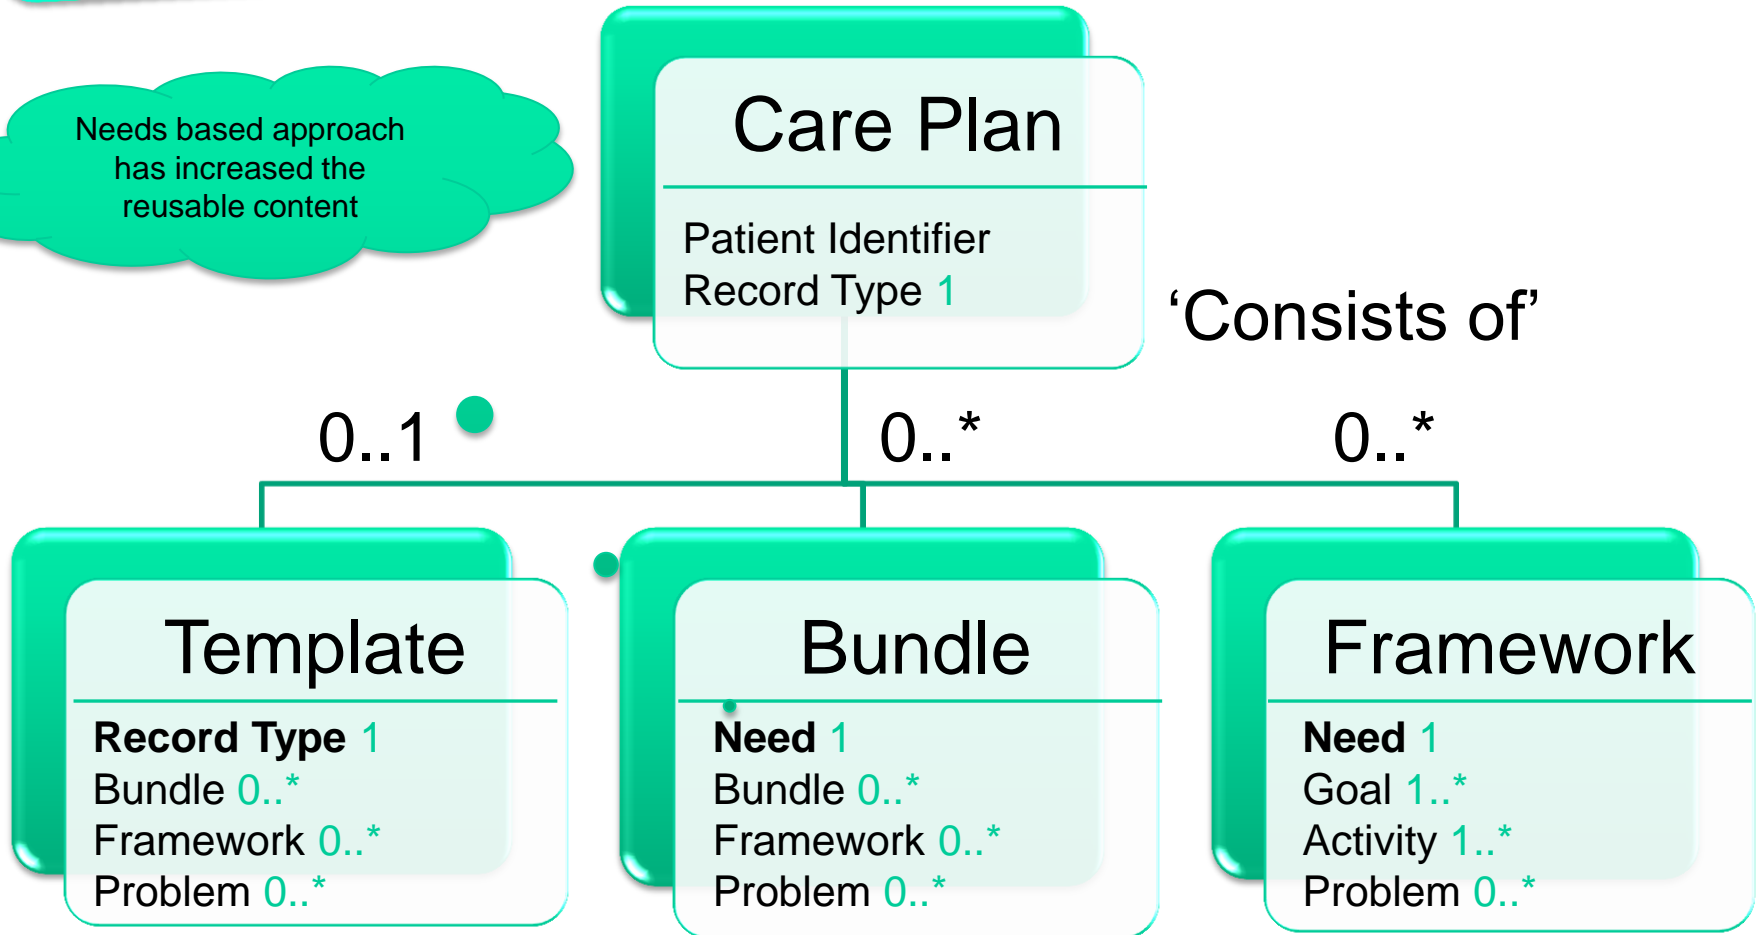 Needs based approach
has increased the
reusable content
Care Plan
Patient Identifier
Record Type 1
‘Consists of’
0..1
0..*
0..*
Template
Record Type 1
Bundle 0..*
Framework 0..*
Problem 0..*
Bundle
Need 1
Bundle 0..*
Framework 0..*
Problem 0..*
Framework
Need 1
Goal 1..*
Activity 1..*
Problem 0..*